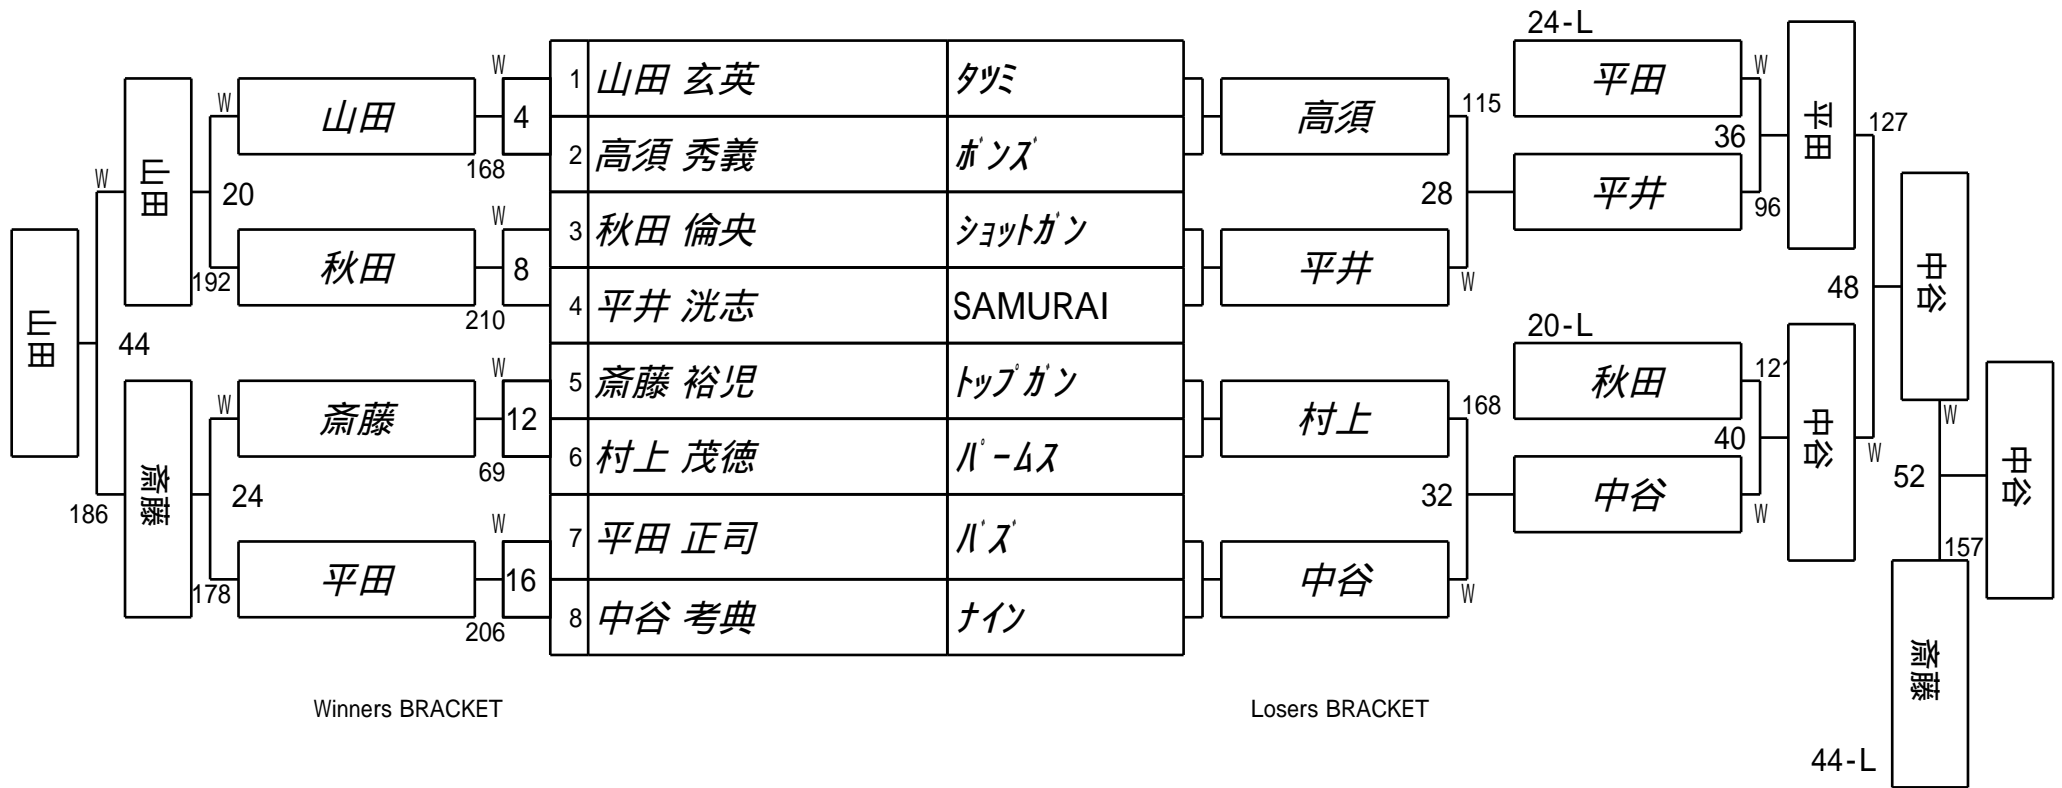 24-L
W
1 山田 玄英 タツミ
W
山田
4
高須
115
平田
W
平田
127
168
2 高須 秀義 ボンズ
36
W
山田
20
W
3 秋田 倫央 ショットガン
28
平井
96
中谷
山田
192
秋田
8
平井
W
210
4 平井 洸志 SAMURAI
48
44
20-L
W
5 斎藤 裕児 トップガン
W
斎藤
12
村上
168
秋田
121
中谷
W
69
6 村上 茂徳 パームス
40
W
186
斎藤
24
W
7 平田 正司 バズ
32
中谷
W
52
中谷
178
平田
16
中谷
W
157
206
8 中谷 考典 ナイン
斎藤
Winners BRACKET
Losers BRACKET
44-L